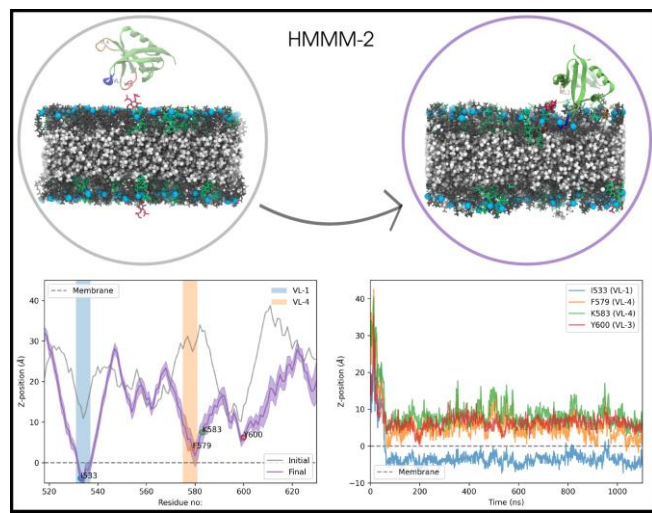 HMMM-2
Membrane
VL-1
VL-4
Z-position (Å)
40
30
20
10
0
I533
F579
K583
Y600
Initial
Final
520
540
560
580
600
620
Residue no:
I533 (VL-1)
F579 (VL-4)
K583 (VL-4)
Y600 (VL-3)
Z-position (Å)
40
30
20
10
0
Membrane
0
200
400
600
800
1000
Time (ns)